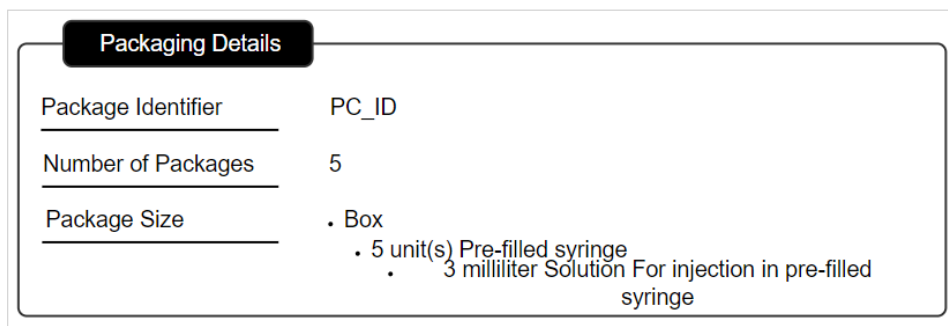 Packaging Details
Package Identifier PC_ID
Number of Packages 5
Package Size • Box
• 5 unit(s) Pre-filled syringe
• 3 milliliter Solution For injection in pre-filled
syringe